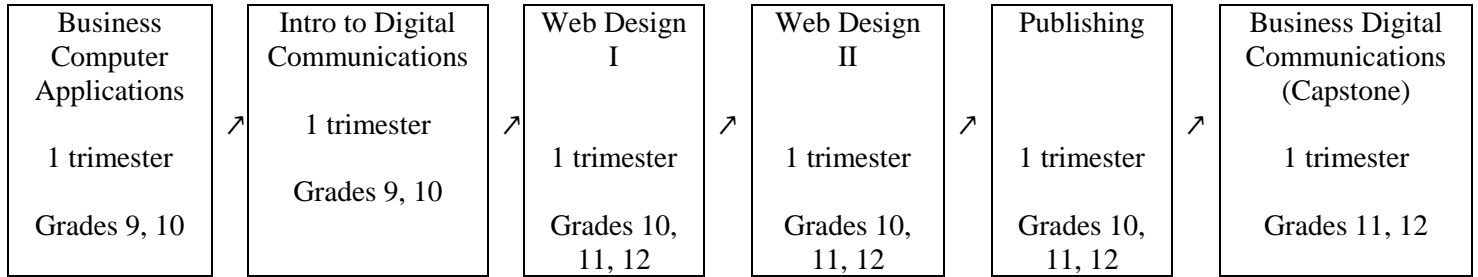 Business
Computer
Applications
1 trimester
Grades 9, 10
↗
Intro to Digital
Communications
1 trimester
Grades 9, 10
↗
Web Design
I
1 trimester
Grades 10,
11, 12
↗
Web Design
II
1 trimester
Grades 10,
11, 12
↗
Publishing
1 trimester
Grades 10,
11, 12
↗
Business Digital
Communications
(Capstone)
1 trimester
Grades 11, 12